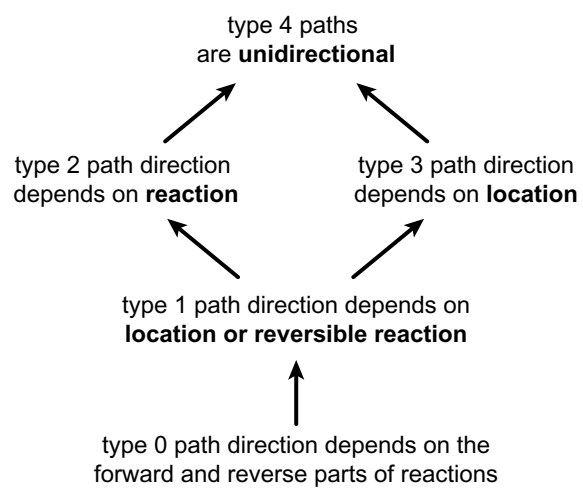 type 4 paths
are unidirectional
type 2 path direction
depends on reaction
type 3 path direction
depends on location
type 1 path direction depends on
location or reversible reaction
type 0 path direction depends on the
forward and reverse parts of reactions